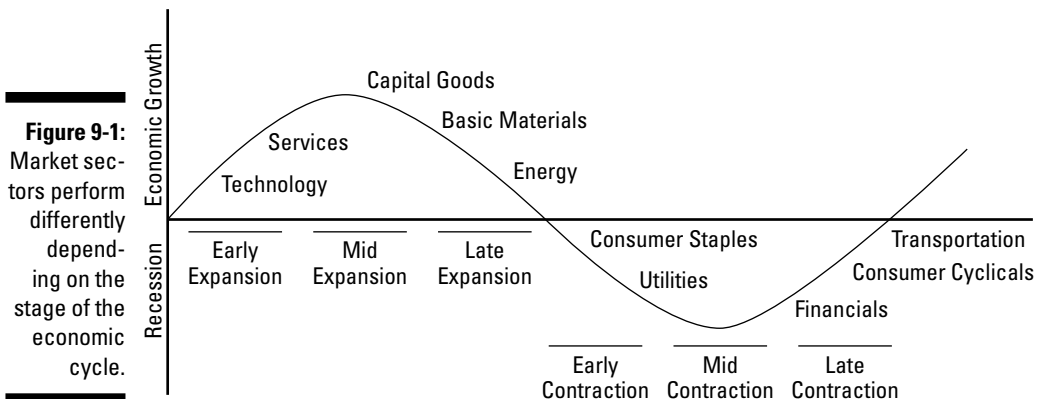 Figure 9-1:
Market sec-
tors perform
differently
depend-
ing on the
stage of the
economic
cycle.
Economic Growth
Recession
Capital Goods
Basic Materials
Services
Energy
Technology
Early
Expansion
Mid
Expansion
Late
Expansion
Consumer Staples
Utilities
Transportation
Consumer Cyclicals
Financials
Early
Contraction
Mid
Contraction
Late
Contraction